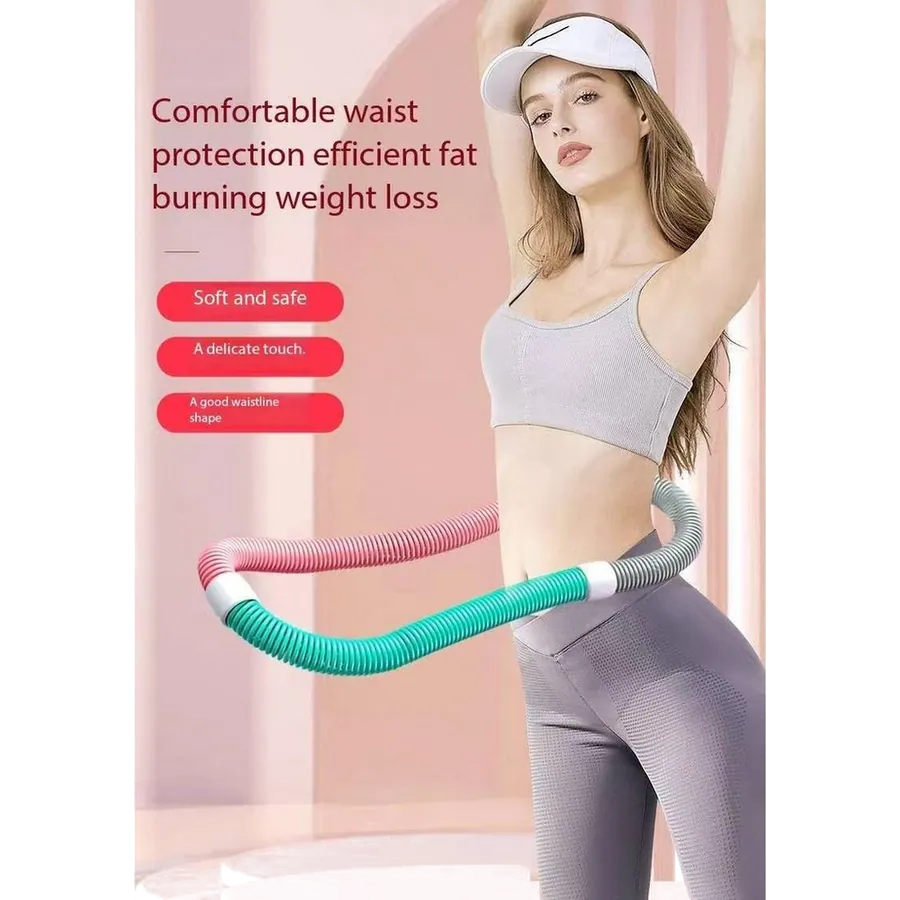 Comfortable waist
protection efficient fat
burning weight loss
Soft and safe
A delicate touch.
A good waistline
shape